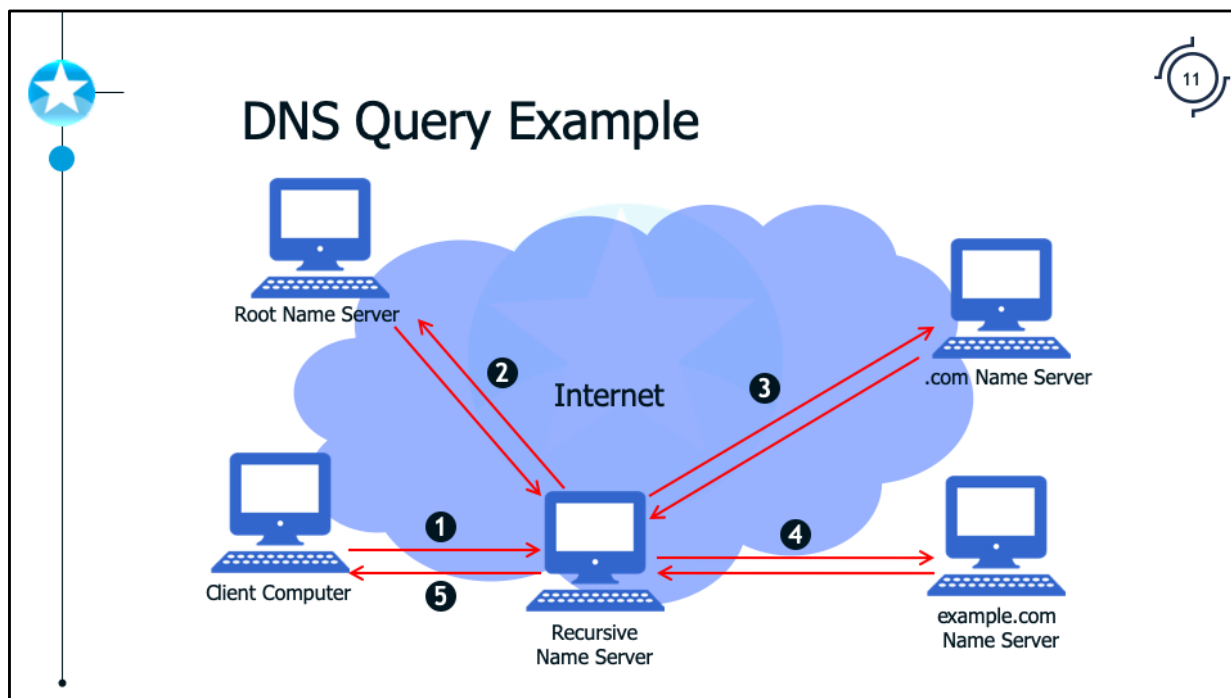 11
DNS Query Example
Root Name Server
2
Internet
3
.com Name Server
1
4
Client Computer
5
Recursive
Name Server
example.com
Name Server